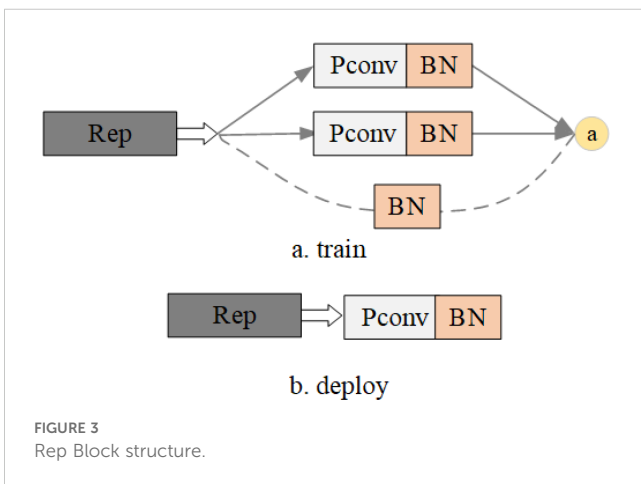 Pconv BN
Rep
Pconv BN
a
BN
a. train
Rep
Pconv BN
b. deploy
FIGURE 3
Rep Block structure.